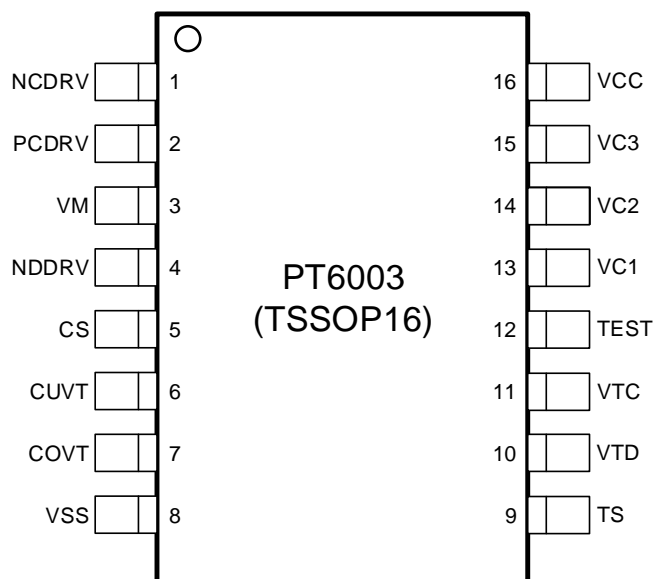 NCDRV 1 16 VCC
PCDRV 2 15 VC3
VM 3 14 VC2
NDDRV 4 13 VC1
PT6003
(TSSOP16)
CS 5 12 TEST
CUVT 6 11 VTC
COVT 7 10 VTD
VSS 8 9 TS